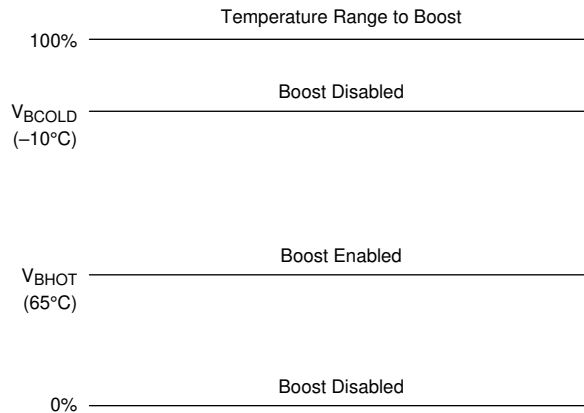 Temperature Range to Boost
100%
Boost Disabled
VBCOLD
(–10°C)
Boost Enabled
VBHOT
(65°C)
Boost Disabled
0%